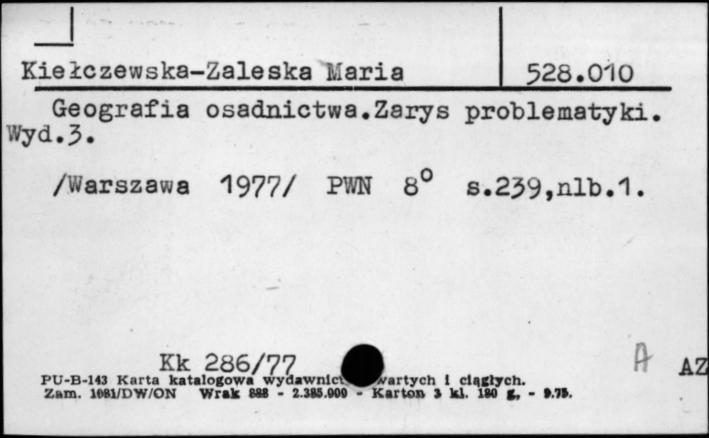 Kiełczewska-Zaleska Maria 528.010
Geografia osadnictwa.Zarys problematyki.
Wyd.3.
/Warszawa 1977/ PWN 8° s.239,nlb.1.
Kk 286/77
A AZ
PU-B-143 Karta katalogowa wydawnict wartych i ciągłych.
Zam. 1081/DW/ON Wrak 888 - 2.385.000 - Karton 3 kl. 180 g. - 9.75.